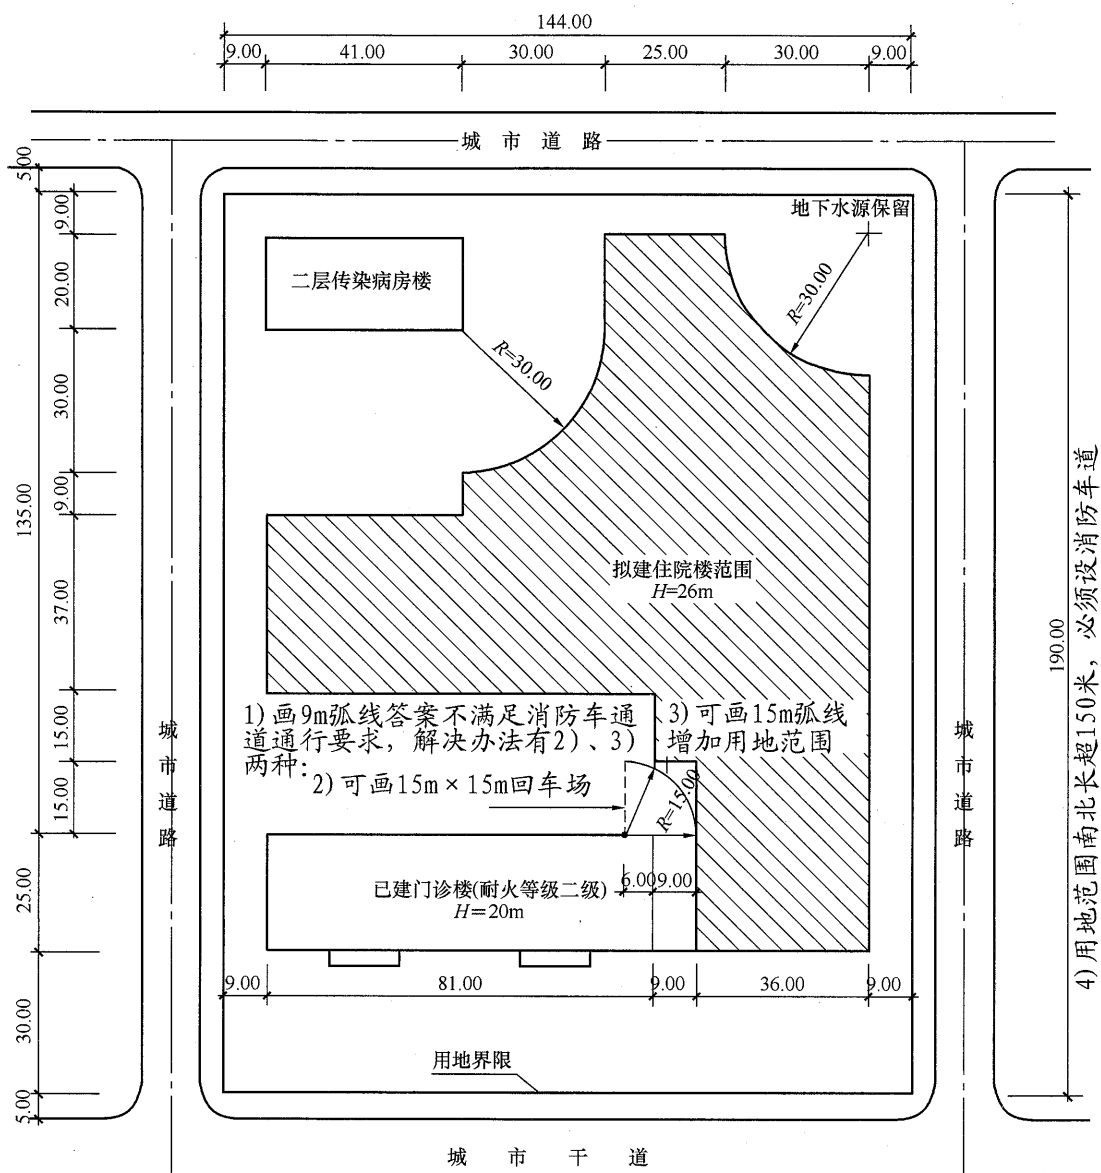 144.00
9.00
41.00
30.00
25.00
30.00
9.00
城市道路
5.00
9.00
20.00
30.00
9.00
135.00
37.00
15.00
15.00
25.00
30.00
5.00
地下水源保留
二层传染病房楼
R=30.00
R=30.00
拟建住院楼范围
H=26m
1)画9m弧线答案不满足消防车通
道通行要求,解决办法有2)、3)
两种:
2)可画15m×15m回车场
3)可画15m弧线
增加用地范围
R=15.00
6.00
9.00
已建门诊楼(耐火等级二级)
H=20m
9.00
81.00
9.00
36.00
9.00
用地界限
城市道路
城市道路
190.00
4)用地范围南北长超150米,必须设消防车道
城市干道